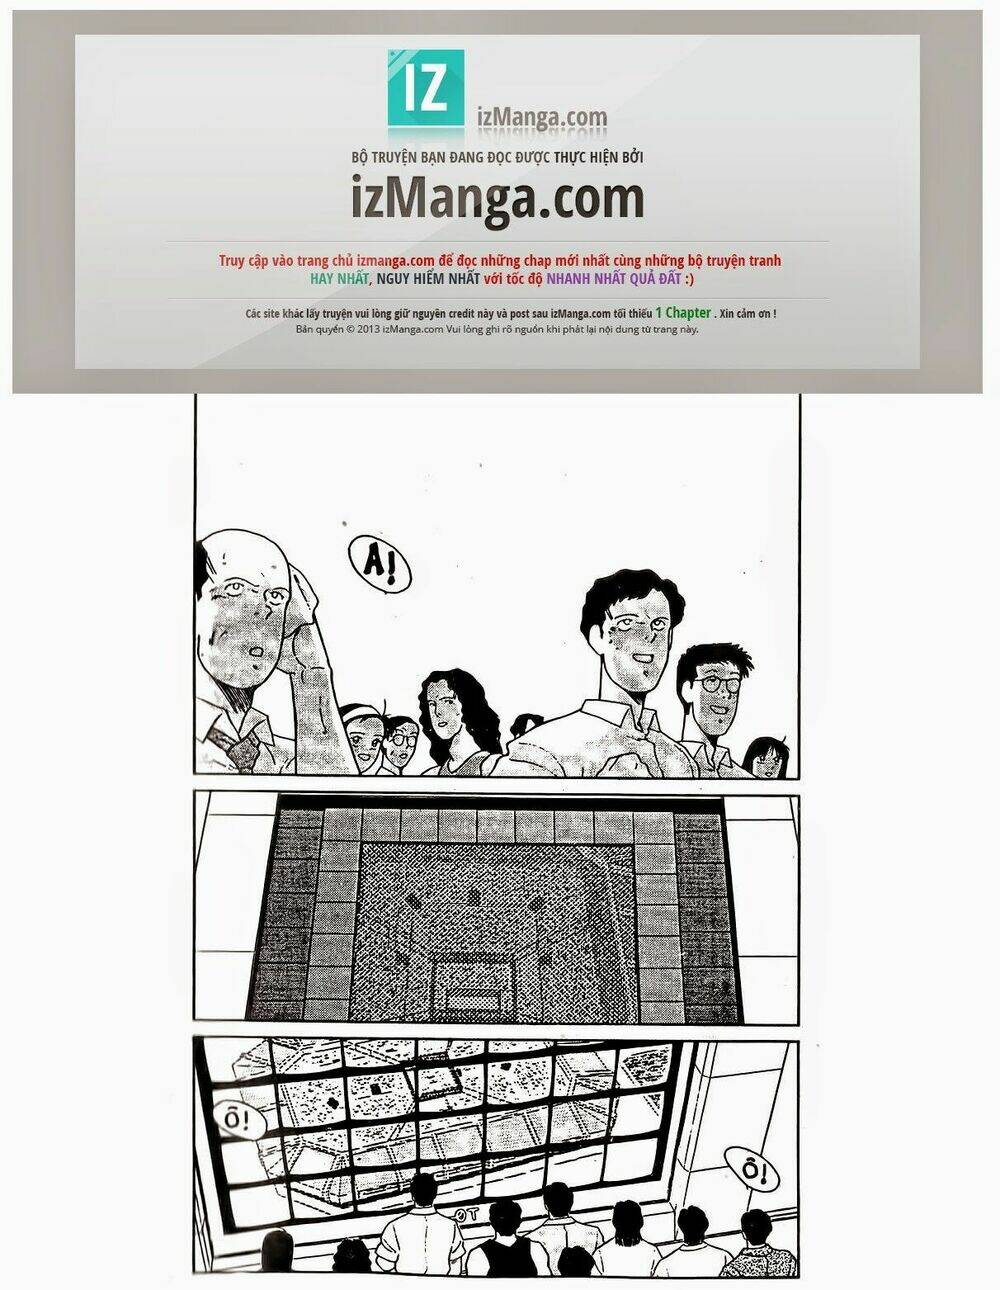 IZ
izManga.com
BỘ TRUYỆN BẠN ĐANG ĐỌC ĐƯỢC THỰC HIỆN BỞI
izManga.com
Truy cập vào trang chủ izmanga.com để đọc những chap mới nhất cùng những bộ truyện tranh
HAY NHẤT, NGUY HIỂM NHẤT với tốc độ NHANH NHẤT QUẢ ĐẤT :)
Các site khác lấy truyện vui lòng giữ nguyên credit này và post sau izManga.com tối thiểu 1 Chapter . Xin cảm ơn !
Bản quyền © 2013 izManga.com Vui lòng ghi rõ nguồn khi phát lại nội dung từ trang này.
A!
Ồ!
Ồ!